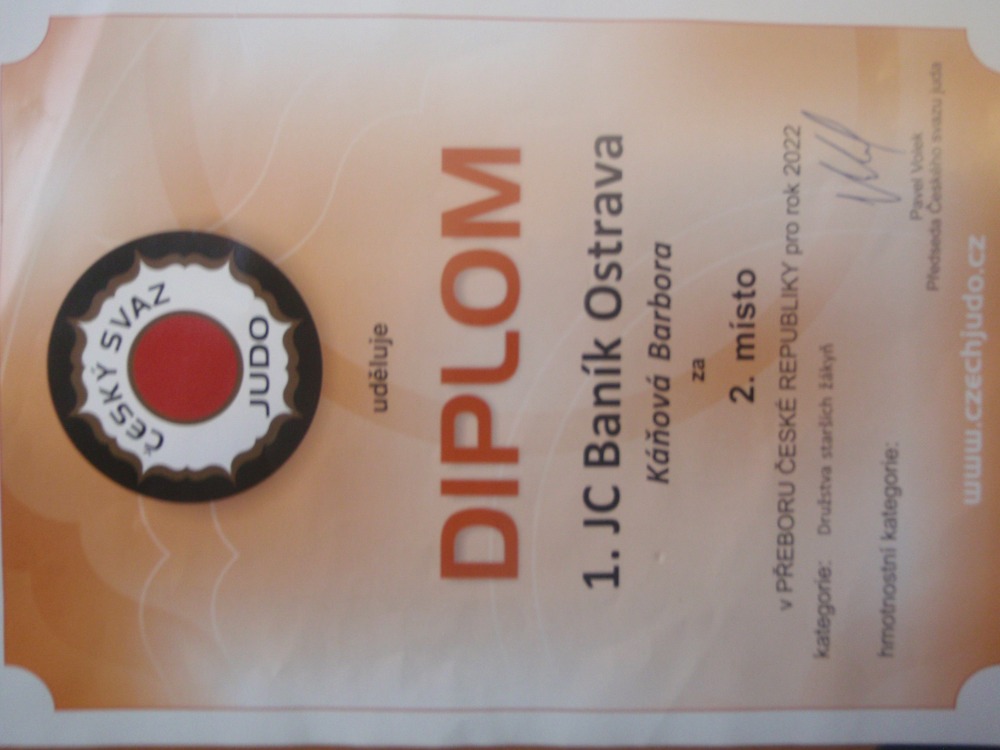 ČESKÝ SVAZ
JUDO
uděluje
DIPLOM
1. JC Baník Ostrava
Káňová Barbora
za
2. místo
v PŘEBORU ČESKÉ REPUBLIKY pro rok 2022
kategorie: Družstva starších žákyň
hmotnostní kategorie:
Pavel Volek
Předseda Českého svazu juda
www.czechjudo.cz